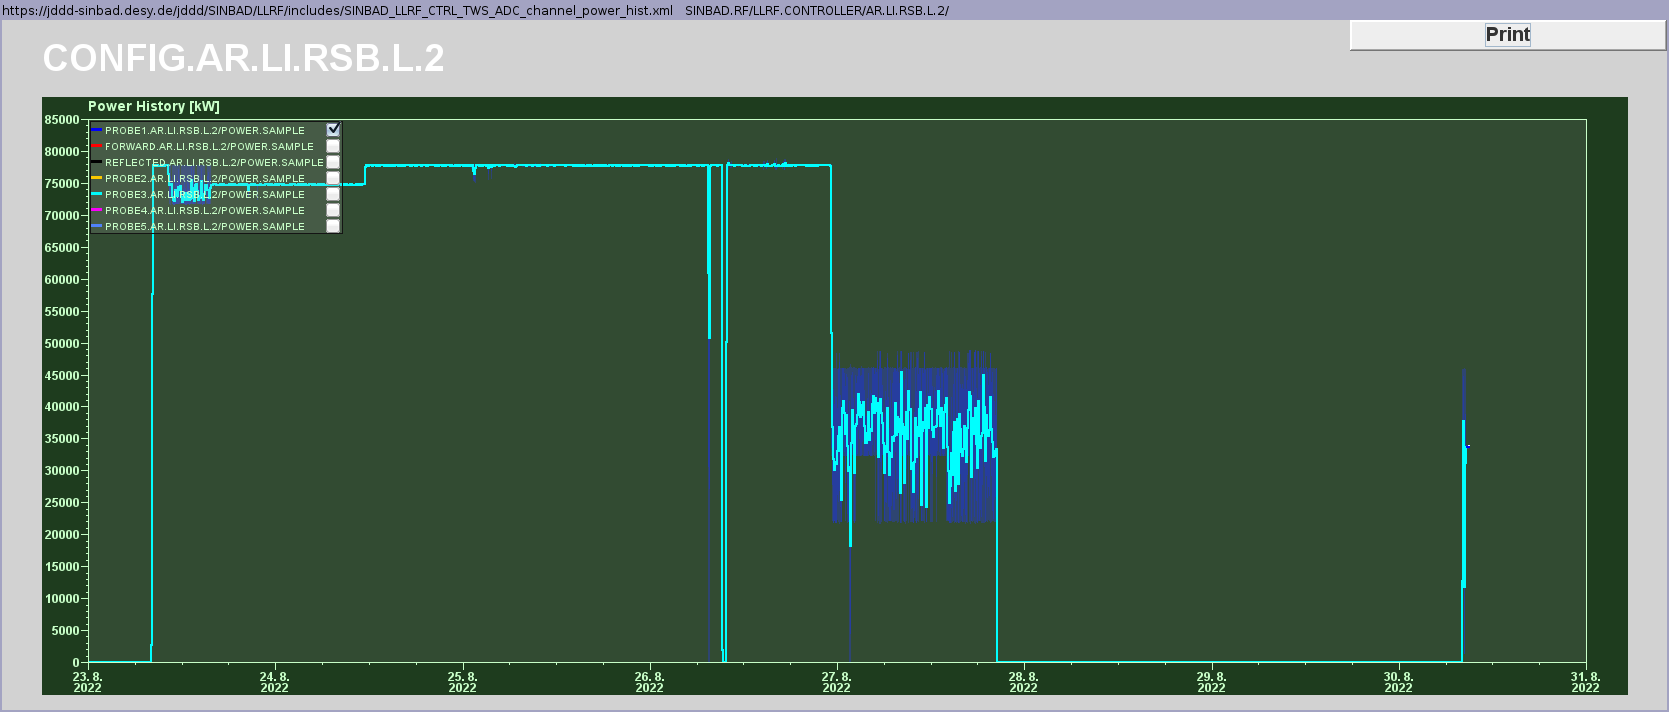 https://jddd-sinbad.desy.de/jddd/SINBAD/LLRF/includes/SINBAD_LLRF_CTRL_TWS_ADC_channel_power_hist.xml SINBAD.RF/LLRF.CONTROLLER/AR.LI.RSB.L.2/
Print
CONFIG.AR.LI.RSB.L.2
Power History [kW]
85000
80000
75000
70000
65000
60000
55000
50000
45000
40000
35000
30000
25000
20000
15000
10000
5000
0
PROBE1.AR.LI.RSB.L.2/POWER.SAMPLE
FORWARD.AR.LI.RSB.L.2/POWER.SAMPLE
REFLECTED.AR.LI.RSB.L.2/POWER.SAMPLE
PROBE2.AR.LI.RSB.L.2/POWER.SAMPLE
PROBE3.AR.LI.RSB.L.2/POWER.SAMPLE
PROBE4.AR.LI.RSB.L.2/POWER.SAMPLE
PROBE5.AR.LI.RSB.L.2/POWER.SAMPLE
23. 8. 24. 8. 25. 8. 26. 8. 27. 8. 28. 8. 29. 8. 30. 8. 31. 8.
2022 2022 2022 2022 2022 2022 2022 2022 2022